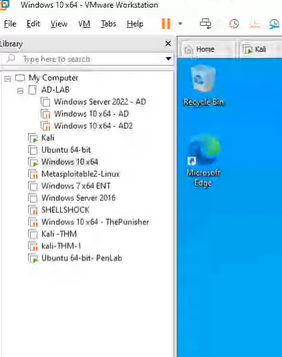 Windows 10 x64 - VMware Workstation
File Edit View VM Tabs Help
Library
Type here to search
Home
Kali
My Computer
AD-LAB
Windows Server 2022 - AD
Windows 10 x64 - AD
Windows 10 x64 - AD2
Kali
Ubuntu 64-bit
Windows 10 x64
Metasploitable2-Linux
Windows 7 x64 ENT
Windows Server 2016
SHELLSHOCK
Windows 10 x64 - ThePunisher
Kali -THM
kali-THM-1
Ubuntu 64-bit- PenLab
Recycle Bin
Microsoft
Edge